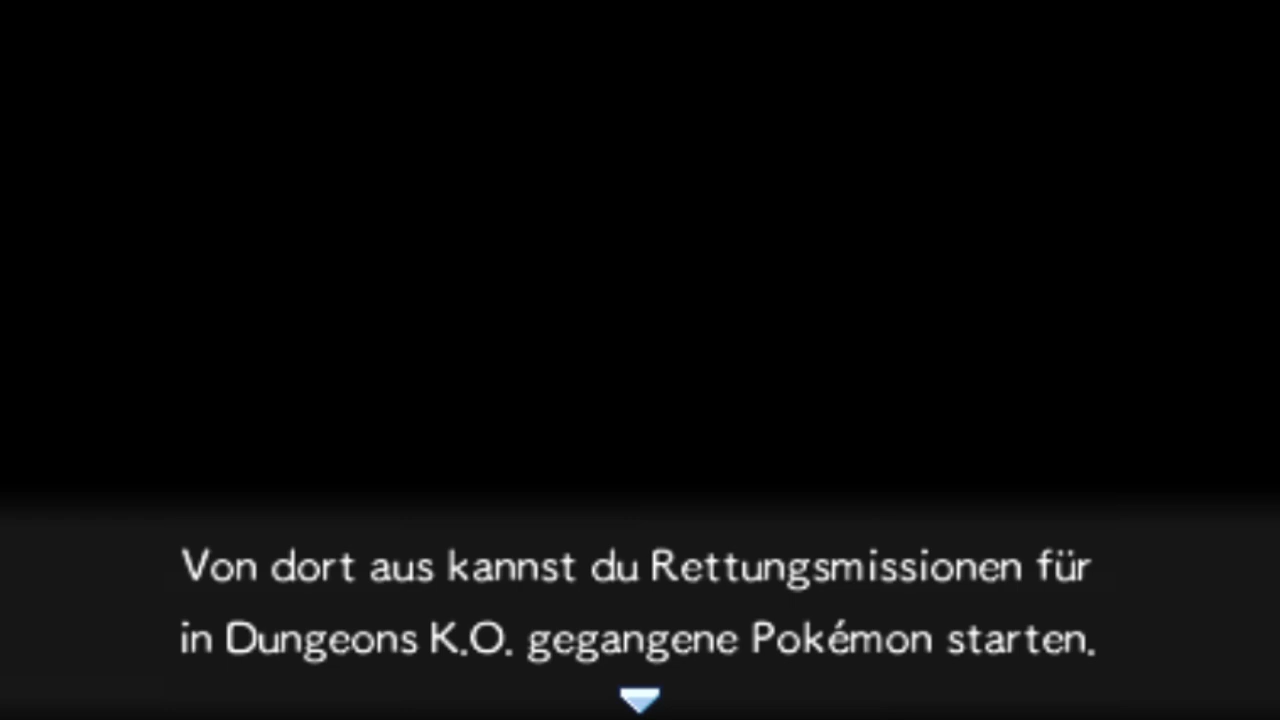 Von dort aus kannst du Rettungsmissionen für
in Dungeons K.O. gegangene Pokémon starten.